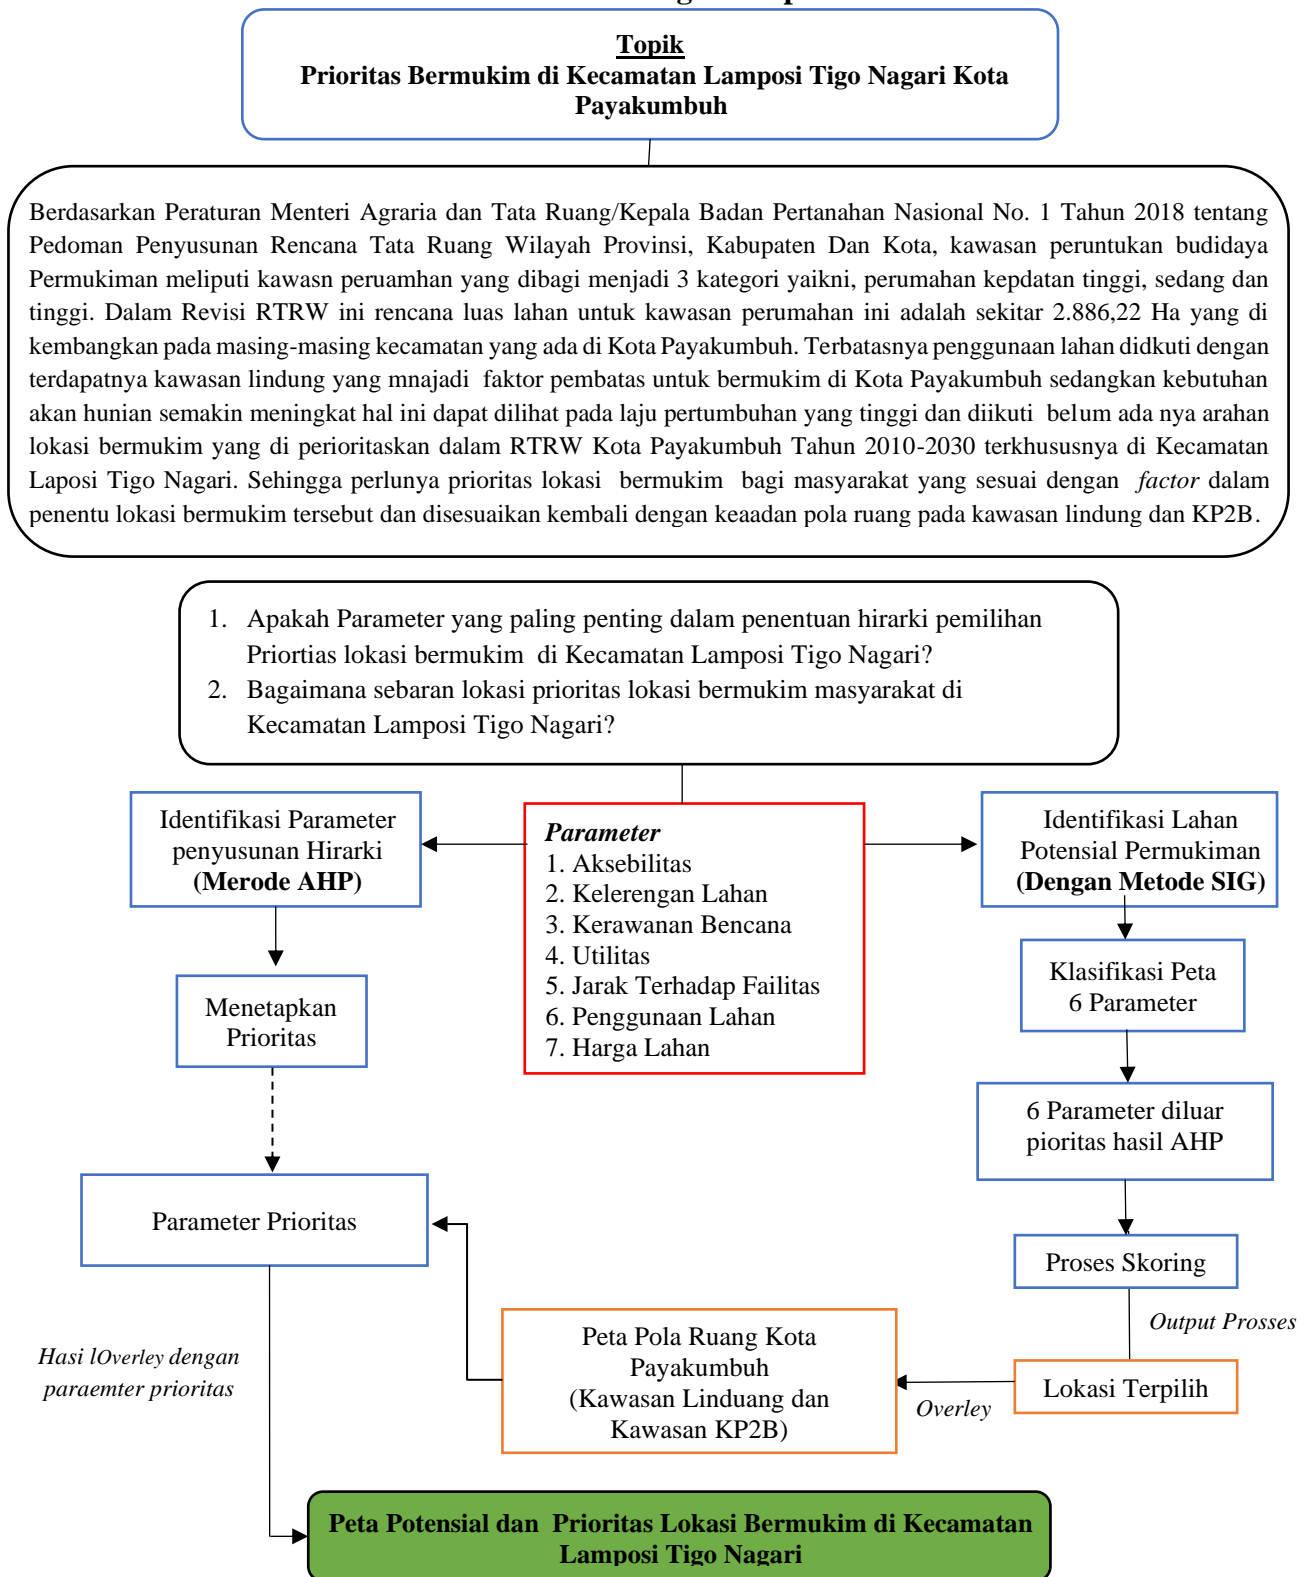 Topik
Prioritas Bermukim di Kecamatan Lamposi Tigo Nagari Kota
Payakumbuh
Berdasarkan Peraturan Menteri Agraria dan Tata Ruang/Kepala Badan Pertanahan Nasional No. 1 Tahun 2018 tentang
Pedoman Penyusunan Rencana Tata Ruang Wilayah Provinsi, Kabupaten Dan Kota, kawasan peruntukan budidaya
Permukiman meliputi kawasn peruamhan yang dibagi menjadi 3 kategori yaikni, perumahan kepdatan tinggi, sedang dan
tinggi. Dalam Revisi RTRW ini rencana luas lahan untuk kawasan perumahan ini adalah sekitar 2.886,22 Ha yang di
kembangkan pada masing-masing kecamatan yang ada di Kota Payakumbuh. Terbatasnya penggunaan lahan didkuti dengan
terdapatnya kawasan lindung yang mnajadi faktor pembatas untuk bermukim di Kota Payakumbuh sedangkan kebutuhan
akan hunian semakin meningkat hal ini dapat dilihat pada laju pertumbuhan yang tinggi dan diikuti belum ada nya arahan
lokasi bermukim yang di perioritaskan dalam RTRW Kota Payakumbuh Tahun 2010-2030 terkhususnya di Kecamatan
Laposi Tigo Nagari. Sehingga perlunya prioritas lokasi bermukim bagi masyarakat yang sesuai dengan factor dalam
penentu lokasi bermukim tersebut dan disesuaikan kembali dengan keaadan pola ruang pada kawasan lindung dan KP2B.
1. Apakah Parameter yang paling penting dalam penentuan hirarki pemilihan
Priortias lokasi bermukim di Kecamatan Lamposi Tigo Nagari?
2. Bagaimana sebaran lokasi prioritas lokasi bermukim masyarakat di
Kecamatan Lamposi Tigo Nagari?
Identifikasi Parameter
penyusunan Hirarki
(Merode AHP)
Parameter
1. Aksebilitas
2. Kelerengan Lahan
3. Kerawanan Bencana
4. Utilitas
5. Jarak Terhadap Failitas
6. Penggunaan Lahan
7. Harga Lahan
Identifikasi Lahan
Potensial Permukiman
(Dengan Metode SIG)
Menetapkan
Prioritas
Klasifikasi Peta
6 Parameter
6 Parameter diluar
pioritas hasil AHP
Parameter Prioritas
Proses Skoring
Output Prosses
Hasi lOverley dengan
paraemter prioritas
Peta Pola Ruang Kota
Payakumbuh
(Kawasan Linduang dan
Kawasan KP2B)
Overley
Lokasi Terpilih
Peta Potensial dan Prioritas Lokasi Bermukim di Kecamatan
Lamposi Tigo Nagari